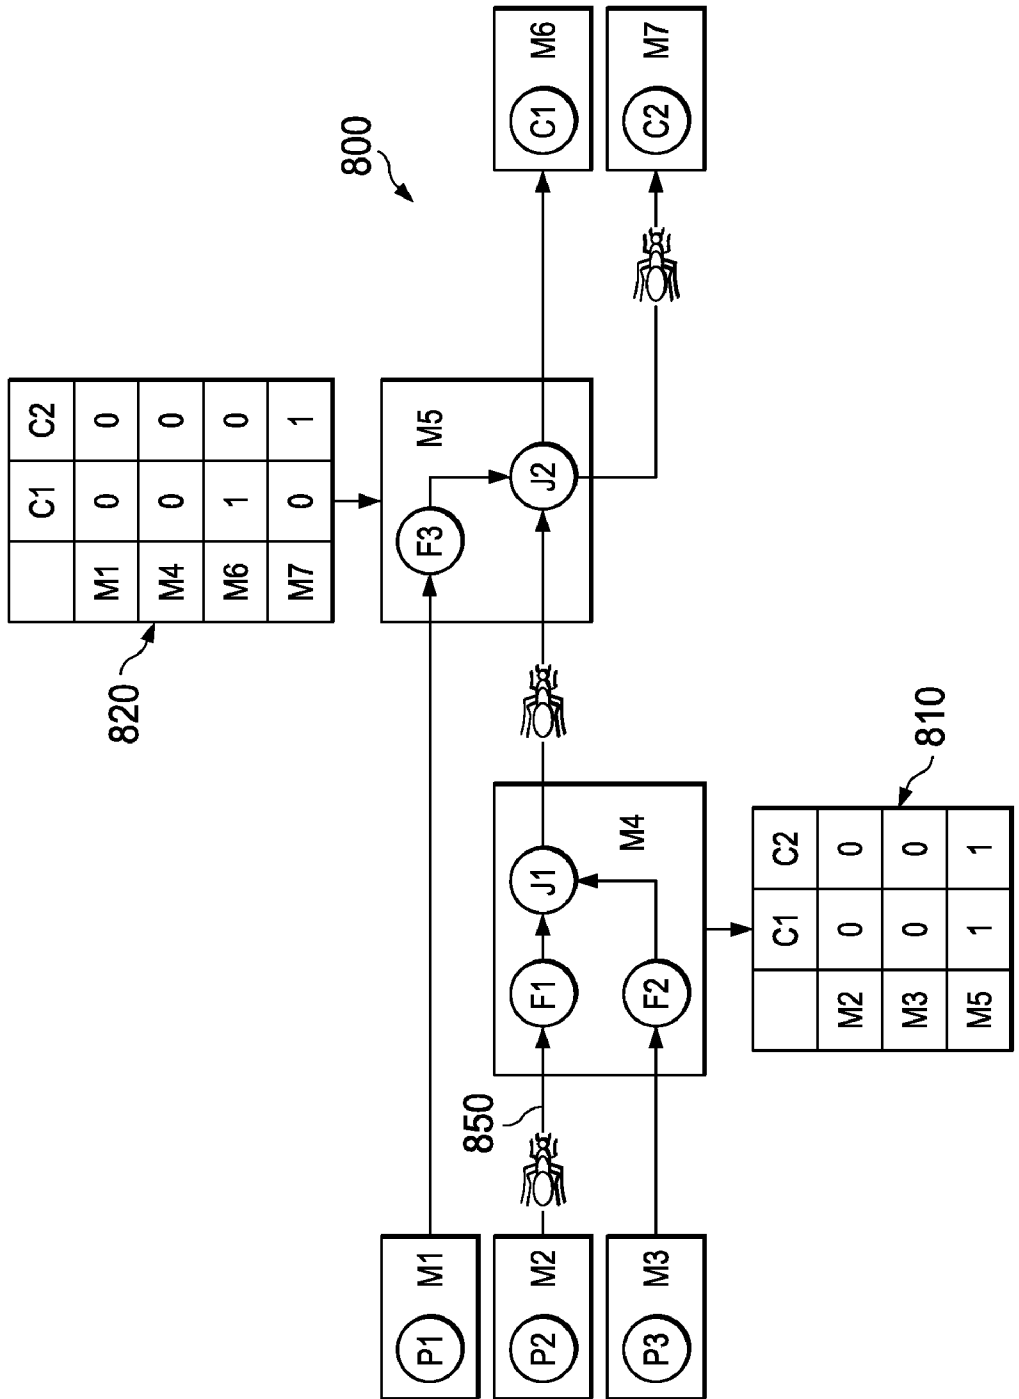 C1 C2
M1 0 0
M4 0 0
M6 1 0
M7 0 1
820
800
P1 M1
F3
M5
850
P2 M2
F1
J1
J2
C1 M6
P3 M3
F2
M4
C2 M7
C1 C2
M2 0 0
M3 0 0
M5 1 1
810